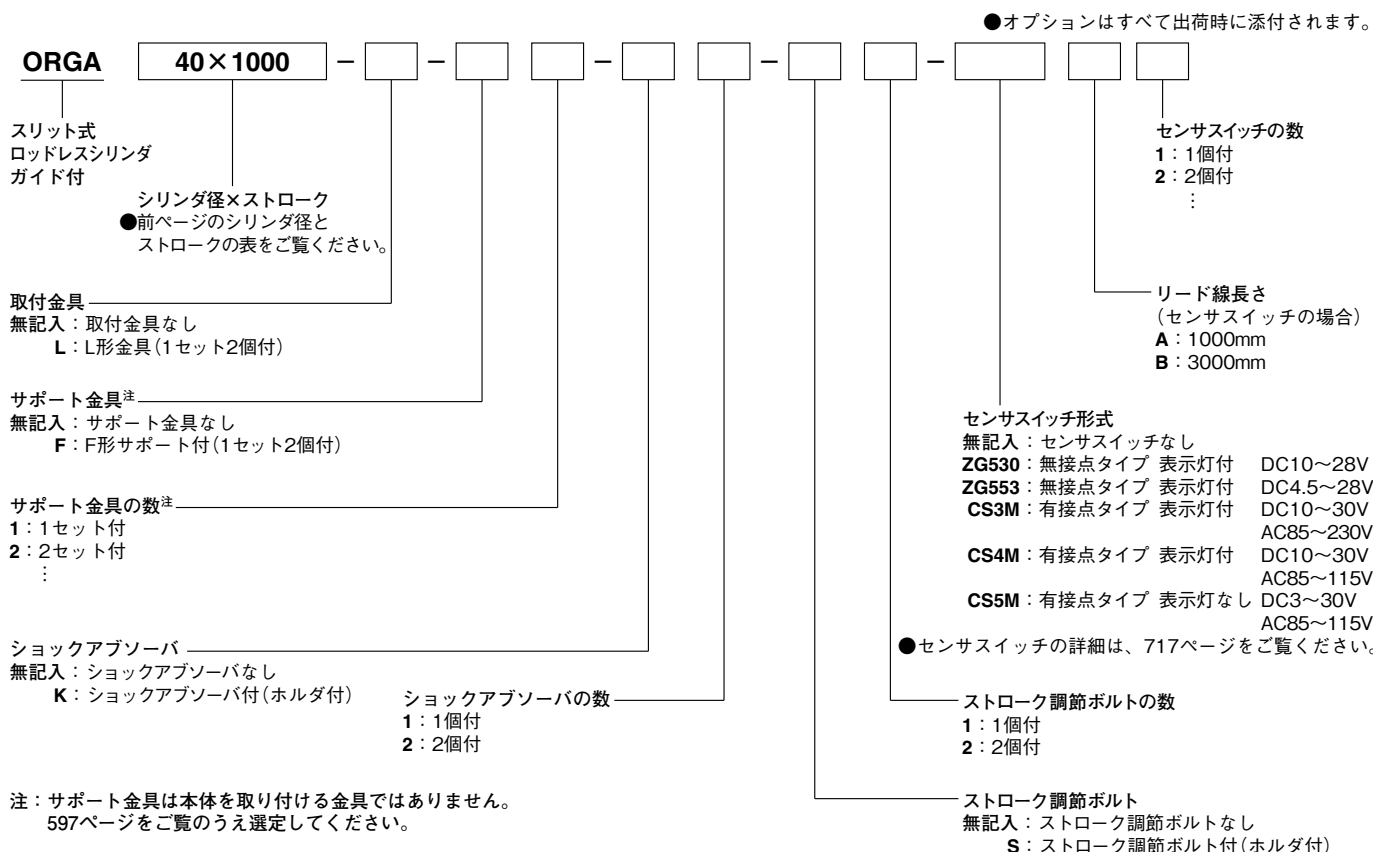 ●オプションはすべて出荷時に添付されます。
ORGA 40×1000 － － － － －
スリット式
ロッドレスシリンダ
ガイド付
シリンダ径×ストローク
●前ページのシリンダ径と
ストロークの表をご覧ください。
取付金具
無記入：取付金具なし
L：L形金具（1セット2個付）
サポート金具注
無記入：サポート金具なし
F：F形サポート付（1セット2個付）
サポート金具の数注
1：1セット付
2：2セット付
⋮
ショックアブソーバ
無記入：ショックアブソーバなし
K：ショックアブソーバ付（ホルダ付）
ショックアブソーバの数
1：1個付
2：2個付
注：サポート金具は本体を取り付ける金具ではありません。
597ページをご覧のうえ選定してください。
センサスイッチの数
1：1個付
2：2個付
⋮
リード線長さ
（センサスイッチの場合）
A：1000mm
B：3000mm
センサスイッチ形式
無記入：センサスイッチなし
ZG530：無接点タイプ 表示灯付 DC10～28V
ZG553：無接点タイプ 表示灯付 DC4.5～28V
CS3M：有接点タイプ 表示灯付 DC10～30V
AC85～230V
CS4M：有接点タイプ 表示灯付 DC10～30V
AC85～115V
CS5M：有接点タイプ 表示灯なし DC3～30V
AC85～115V
●センサスイッチの詳細は、717ページをご覧ください。
ストローク調節ボルトの数
1：1個付
2：2個付
ストローク調節ボルト
無記入：ストローク調節ボルトなし
S：ストローク調節ボルト付（ホルダ付）